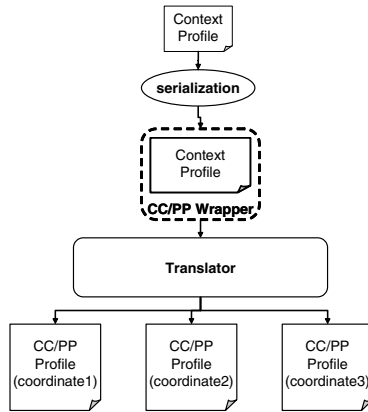 Context
Profile
serialization
Context
Profile
CC/PP Wrapper
Translator
CC/PP
Profile
(coordinate1)
CC/PP
Profile
(coordinate2)
CC/PP
Profile
(coordinate3)